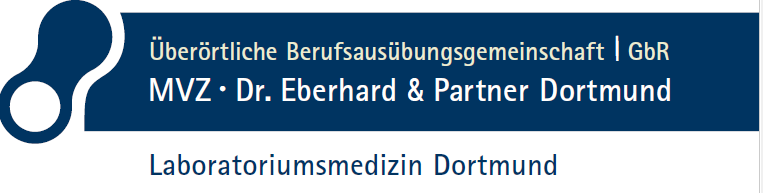 Überörtliche Berufsausübungsgemeinschaft | GbR
MVZ · Dr. Eberhard & Partner Dortmund
Laboratoriumsmedizin Dortmund